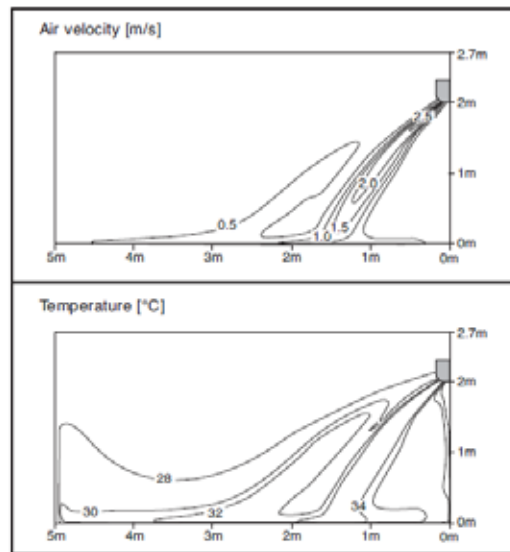 Air velocity [m/s]
2.7m
2m
2.5
2.0
1m
0.5
1.5
1.0
0m
5m 4m 3m 2m 1m 0m
Temperature [°C]
2.7m
2m
1m
28
34
30
32
0m
5m 4m 3m 2m 1m 0m